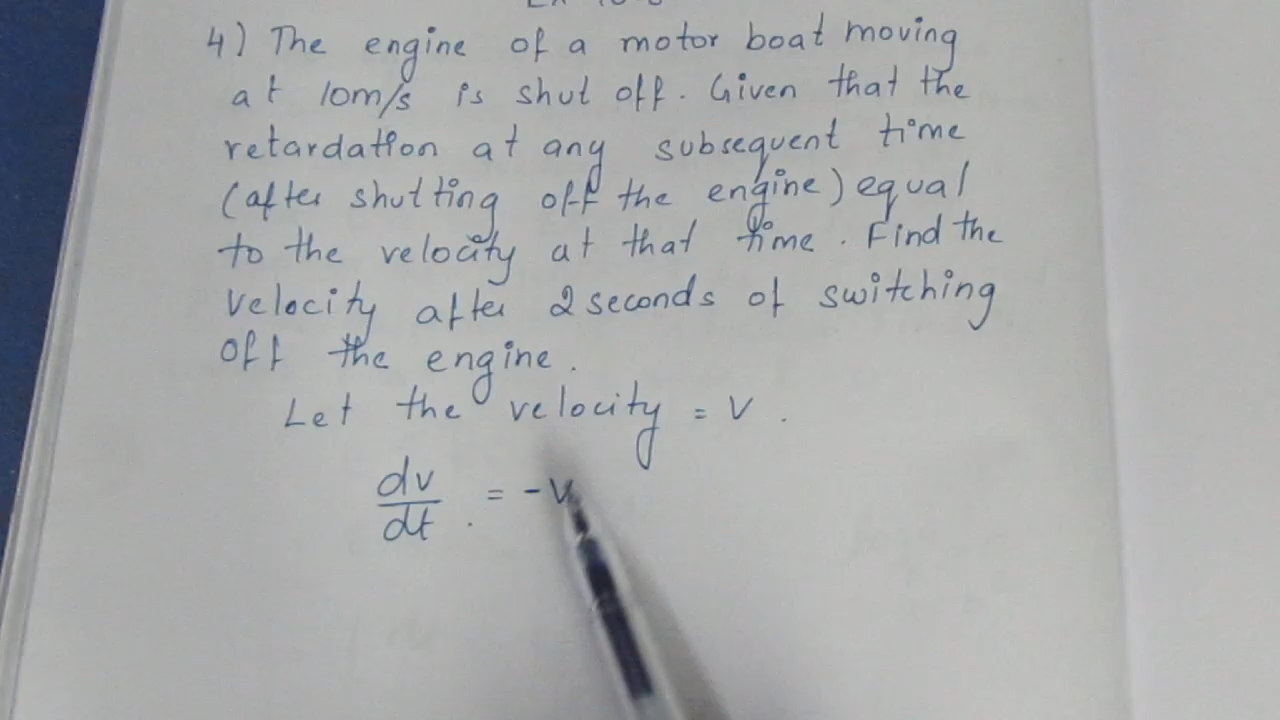 4) The engine of a motor boat moving
at 10m/s is shut off. Given that the
retardation at any subsequent time
(after shutting off the engine) equal
to the velocity at that time. Find the
velocity after 2 seconds of switching
off the engine.
Let the velocity = v.
dv/dt = -v